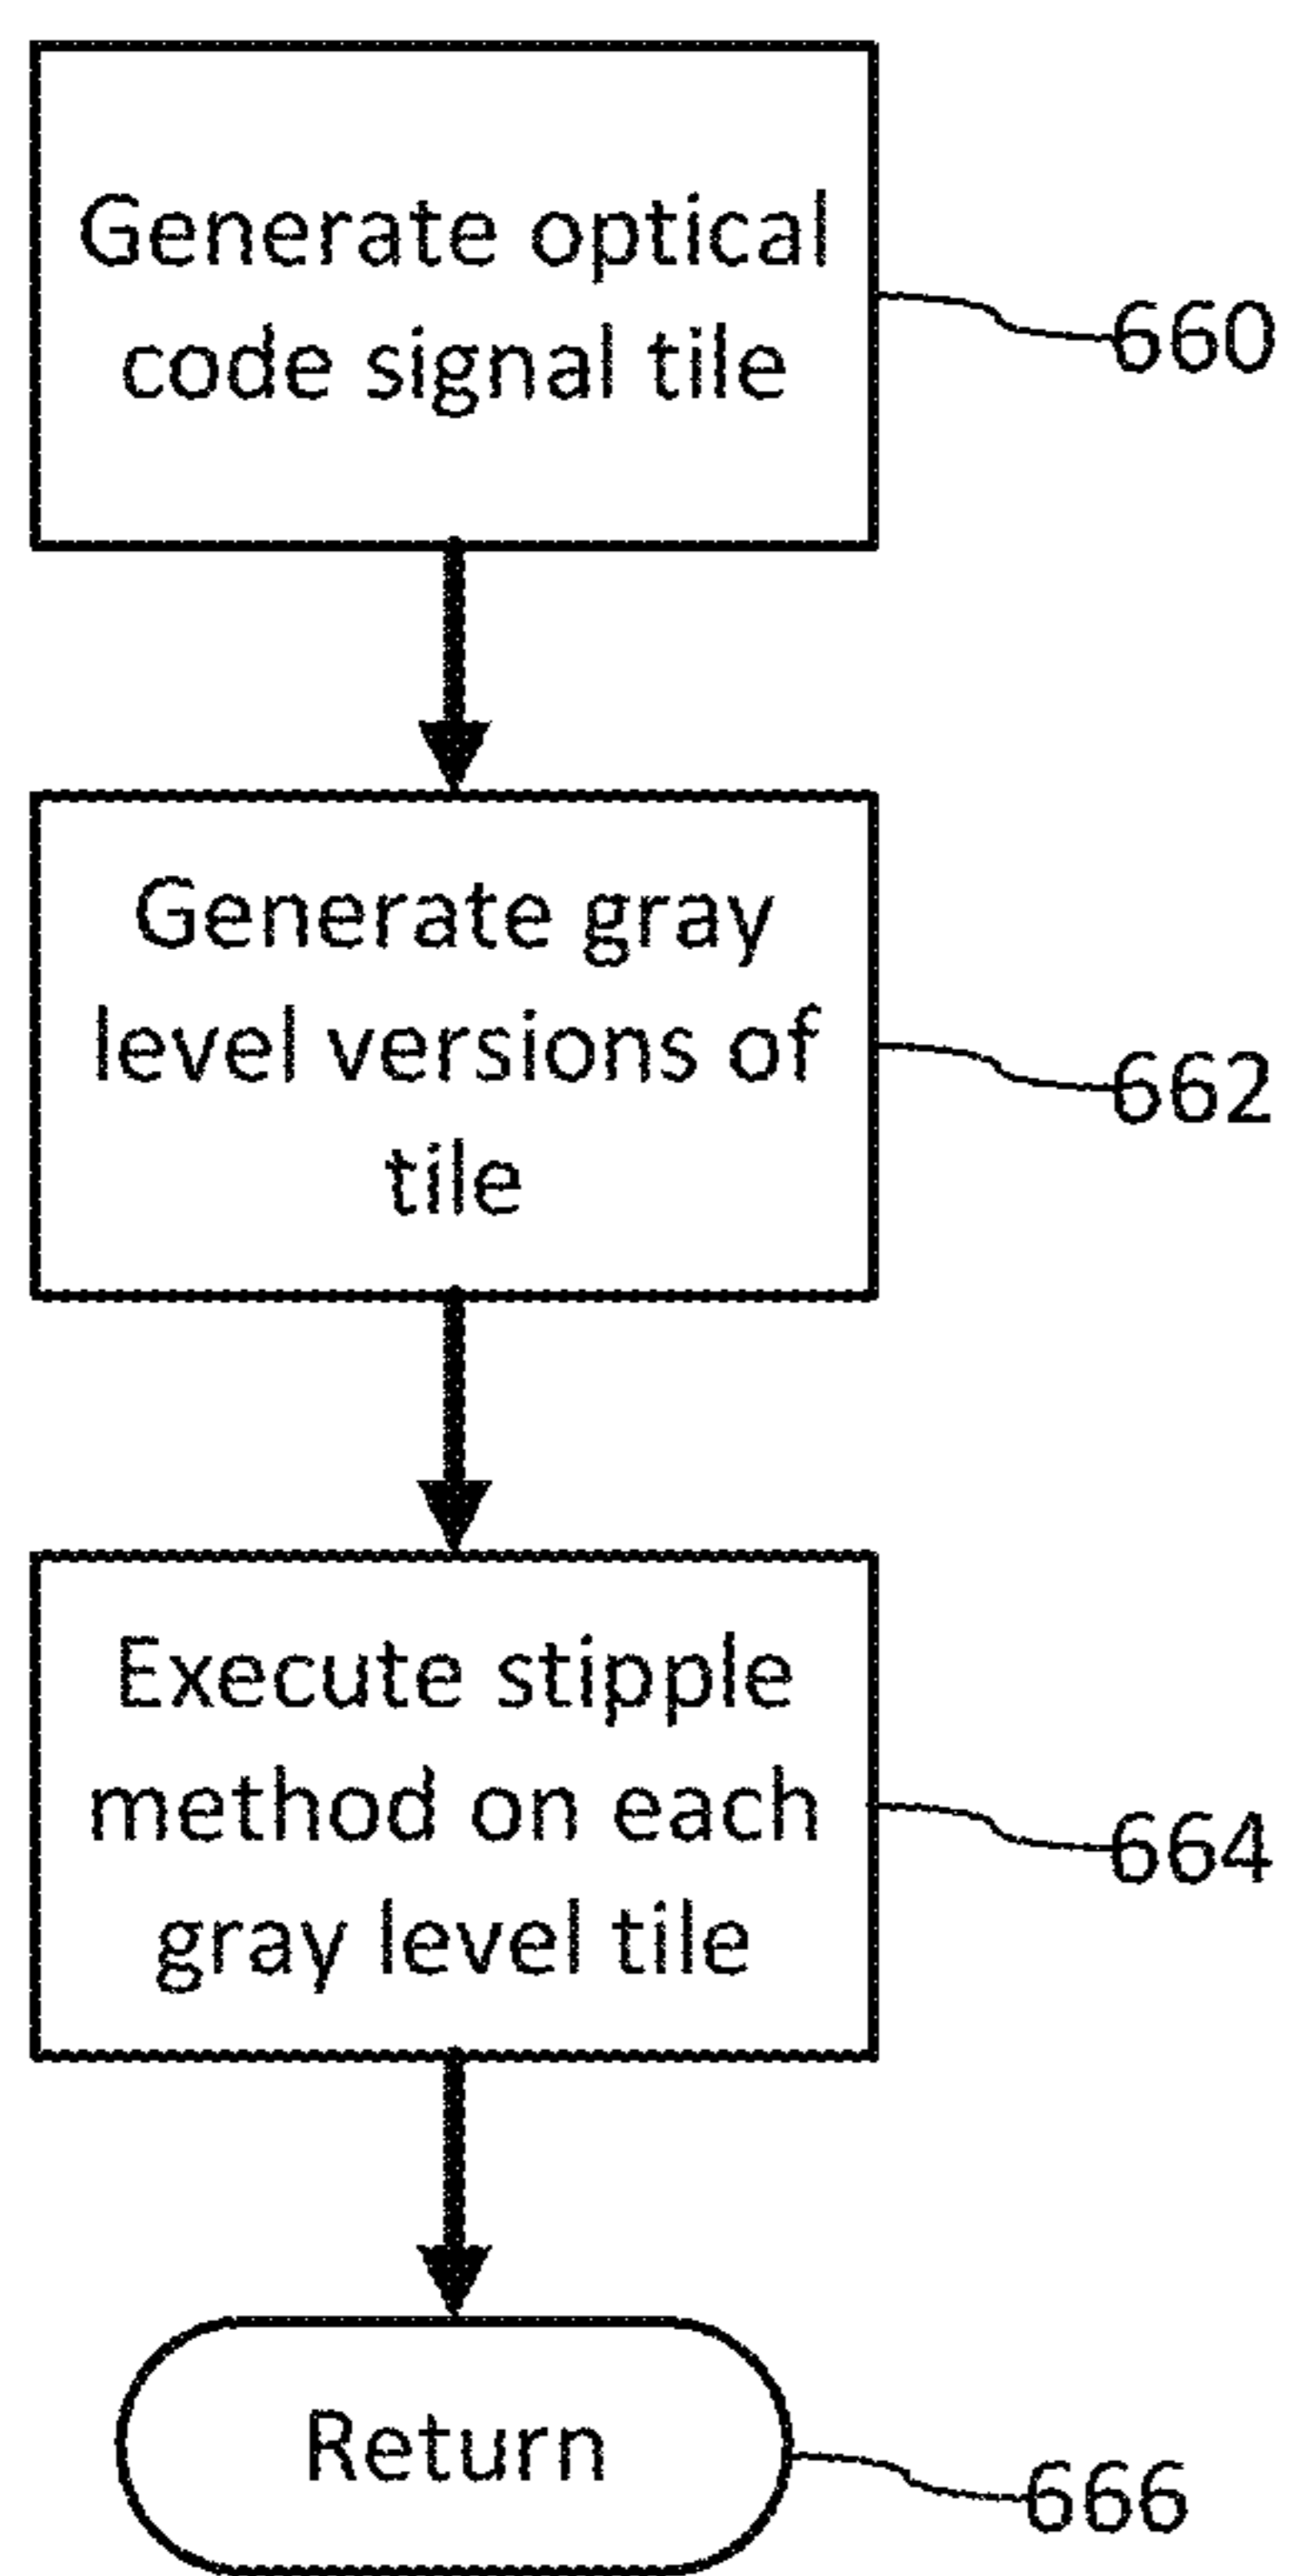 Generate optical
code signal tile
660
Generate gray
level versions of
tile
662
Execute stipple
method on each
gray level tile
664
Return
666